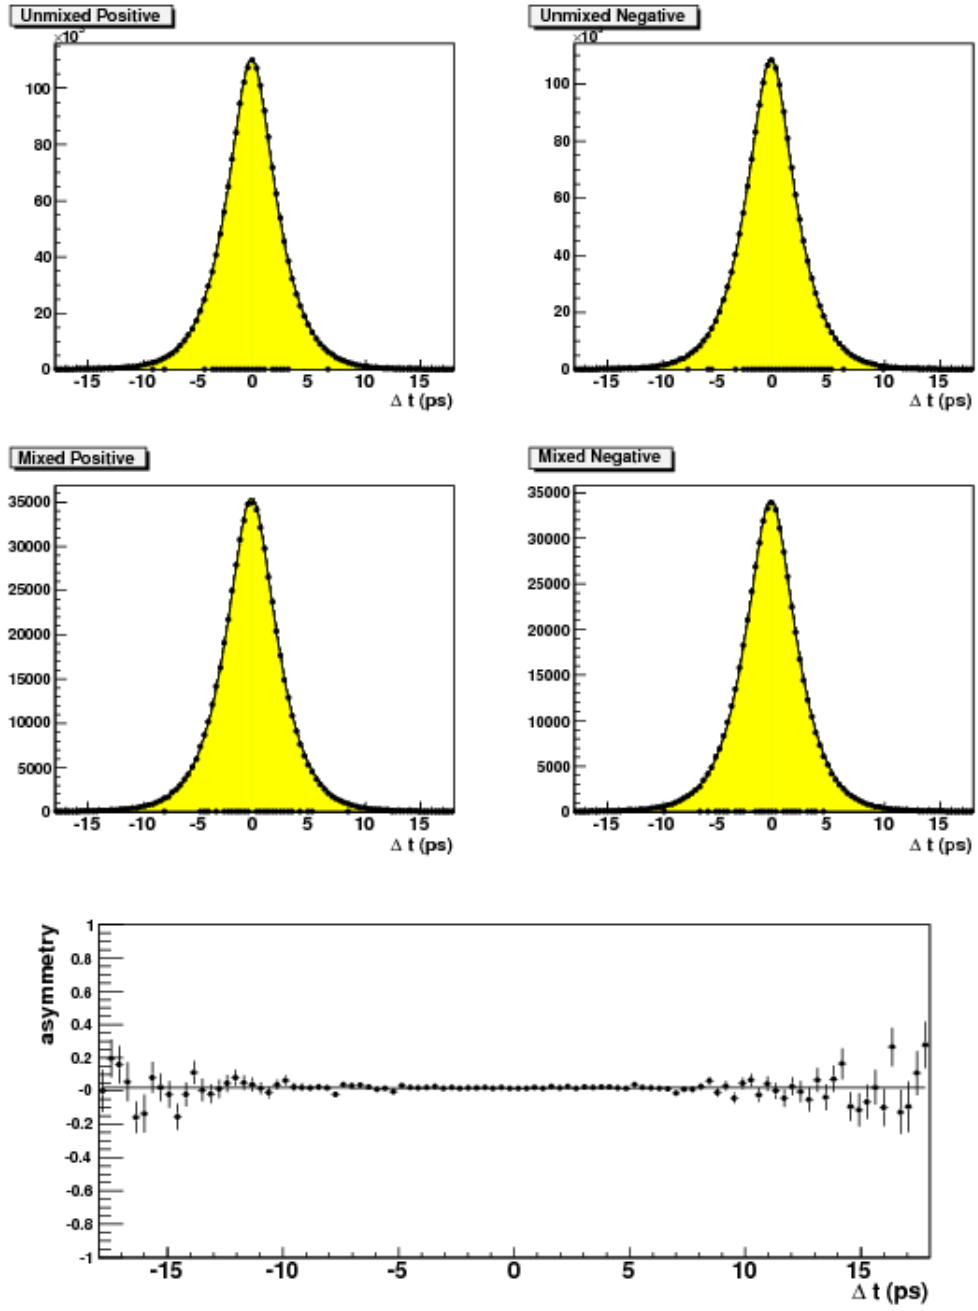 Unmixed Positive
100
80
60
40
20
0
-15 -10 -5 0 5 10 15
Δ t (ps)
Unmixed Negative
100
80
60
40
20
0
-15 -10 -5 0 5 10 15
Δ t (ps)
Mixed Positive
35000
30000
25000
20000
15000
10000
5000
0
-15 -10 -5 0 5 10 15
Δ t (ps)
Mixed Negative
35000
30000
25000
20000
15000
10000
5000
0
-15 -10 -5 0 5 10 15
Δ t (ps)
asymmetry
1
0.8
0.6
0.4
0.2
-0
-0.2
-0.4
-0.6
-0.8
-1
-15 -10 -5 0 5 10 15
Δ t (ps)